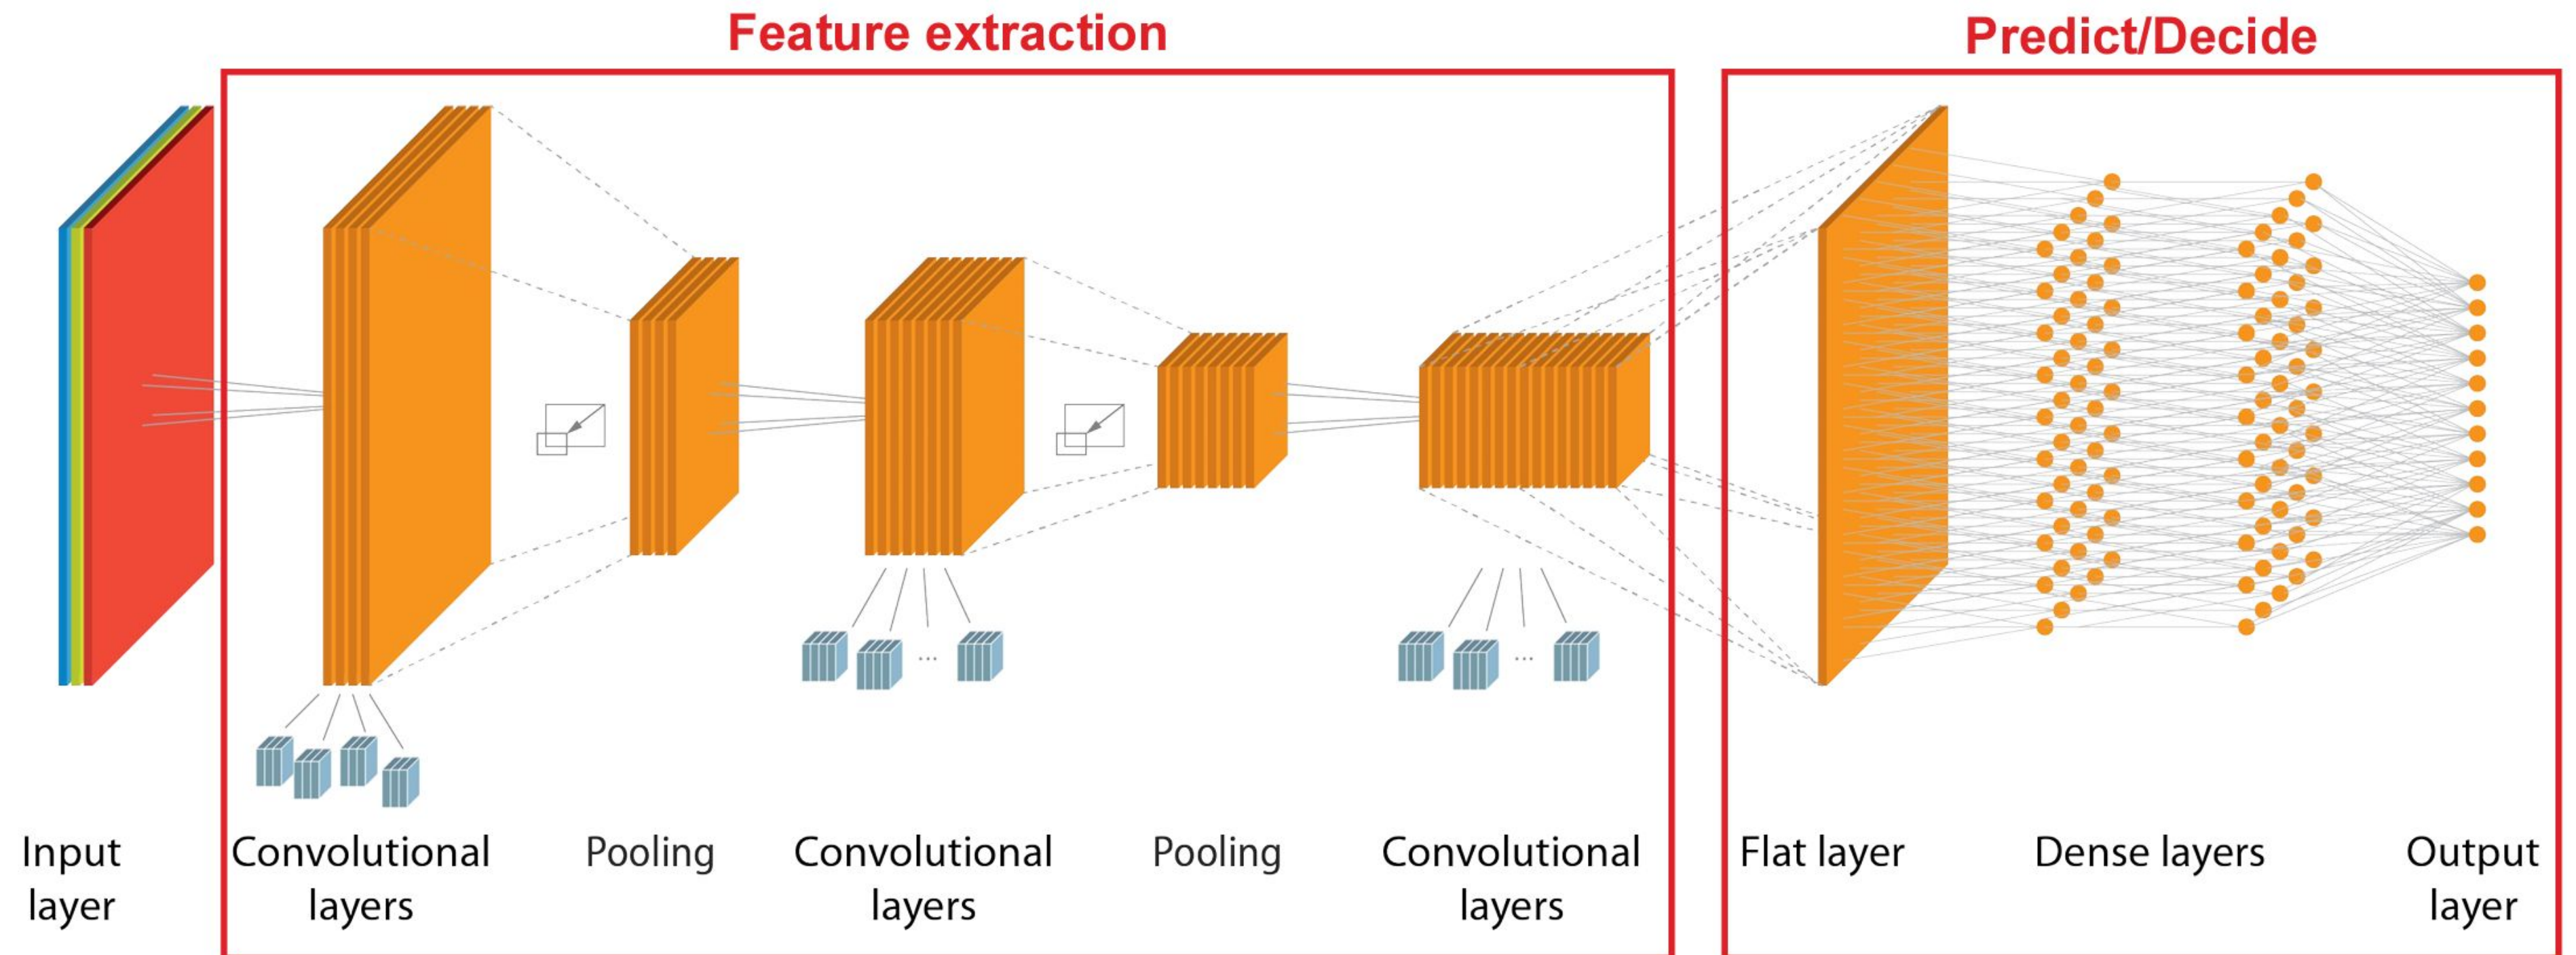 Feature extraction
Predict/Decide
...
...
Input
layer
Convolutional
layers
Pooling
Convolutional
layers
Pooling
Convolutional
layers
Flat layer
Dense layers
Output
layer